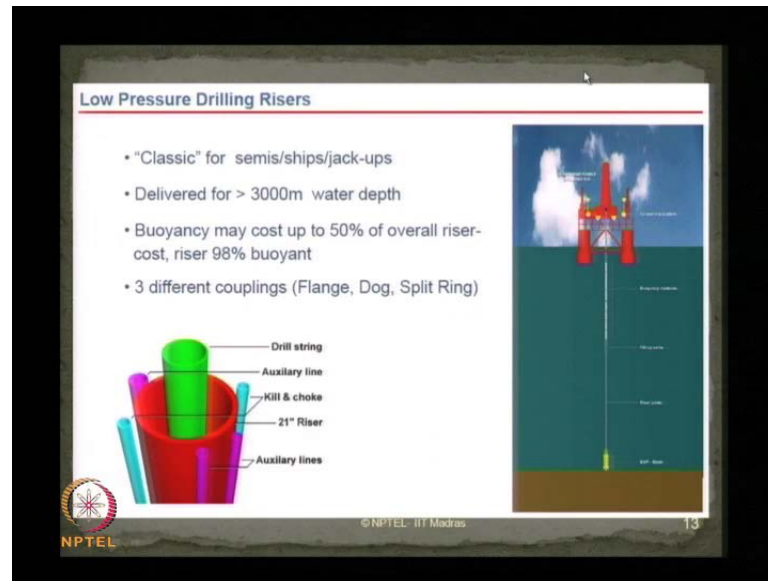 Low Pressure Drilling Risers
• "Classic" for semis/ships/jack-ups
• Delivered for > 3000m water depth
• Buoyancy may cost up to 50% of overall riser-
cost, riser 98% buoyant
• 3 different couplings (Flange, Dog, Split Ring)
Drill string
Auxilary line
Kill & choke
21" Riser
Auxilary lines
NPTEL
© NPTEL- IIT Madras
13